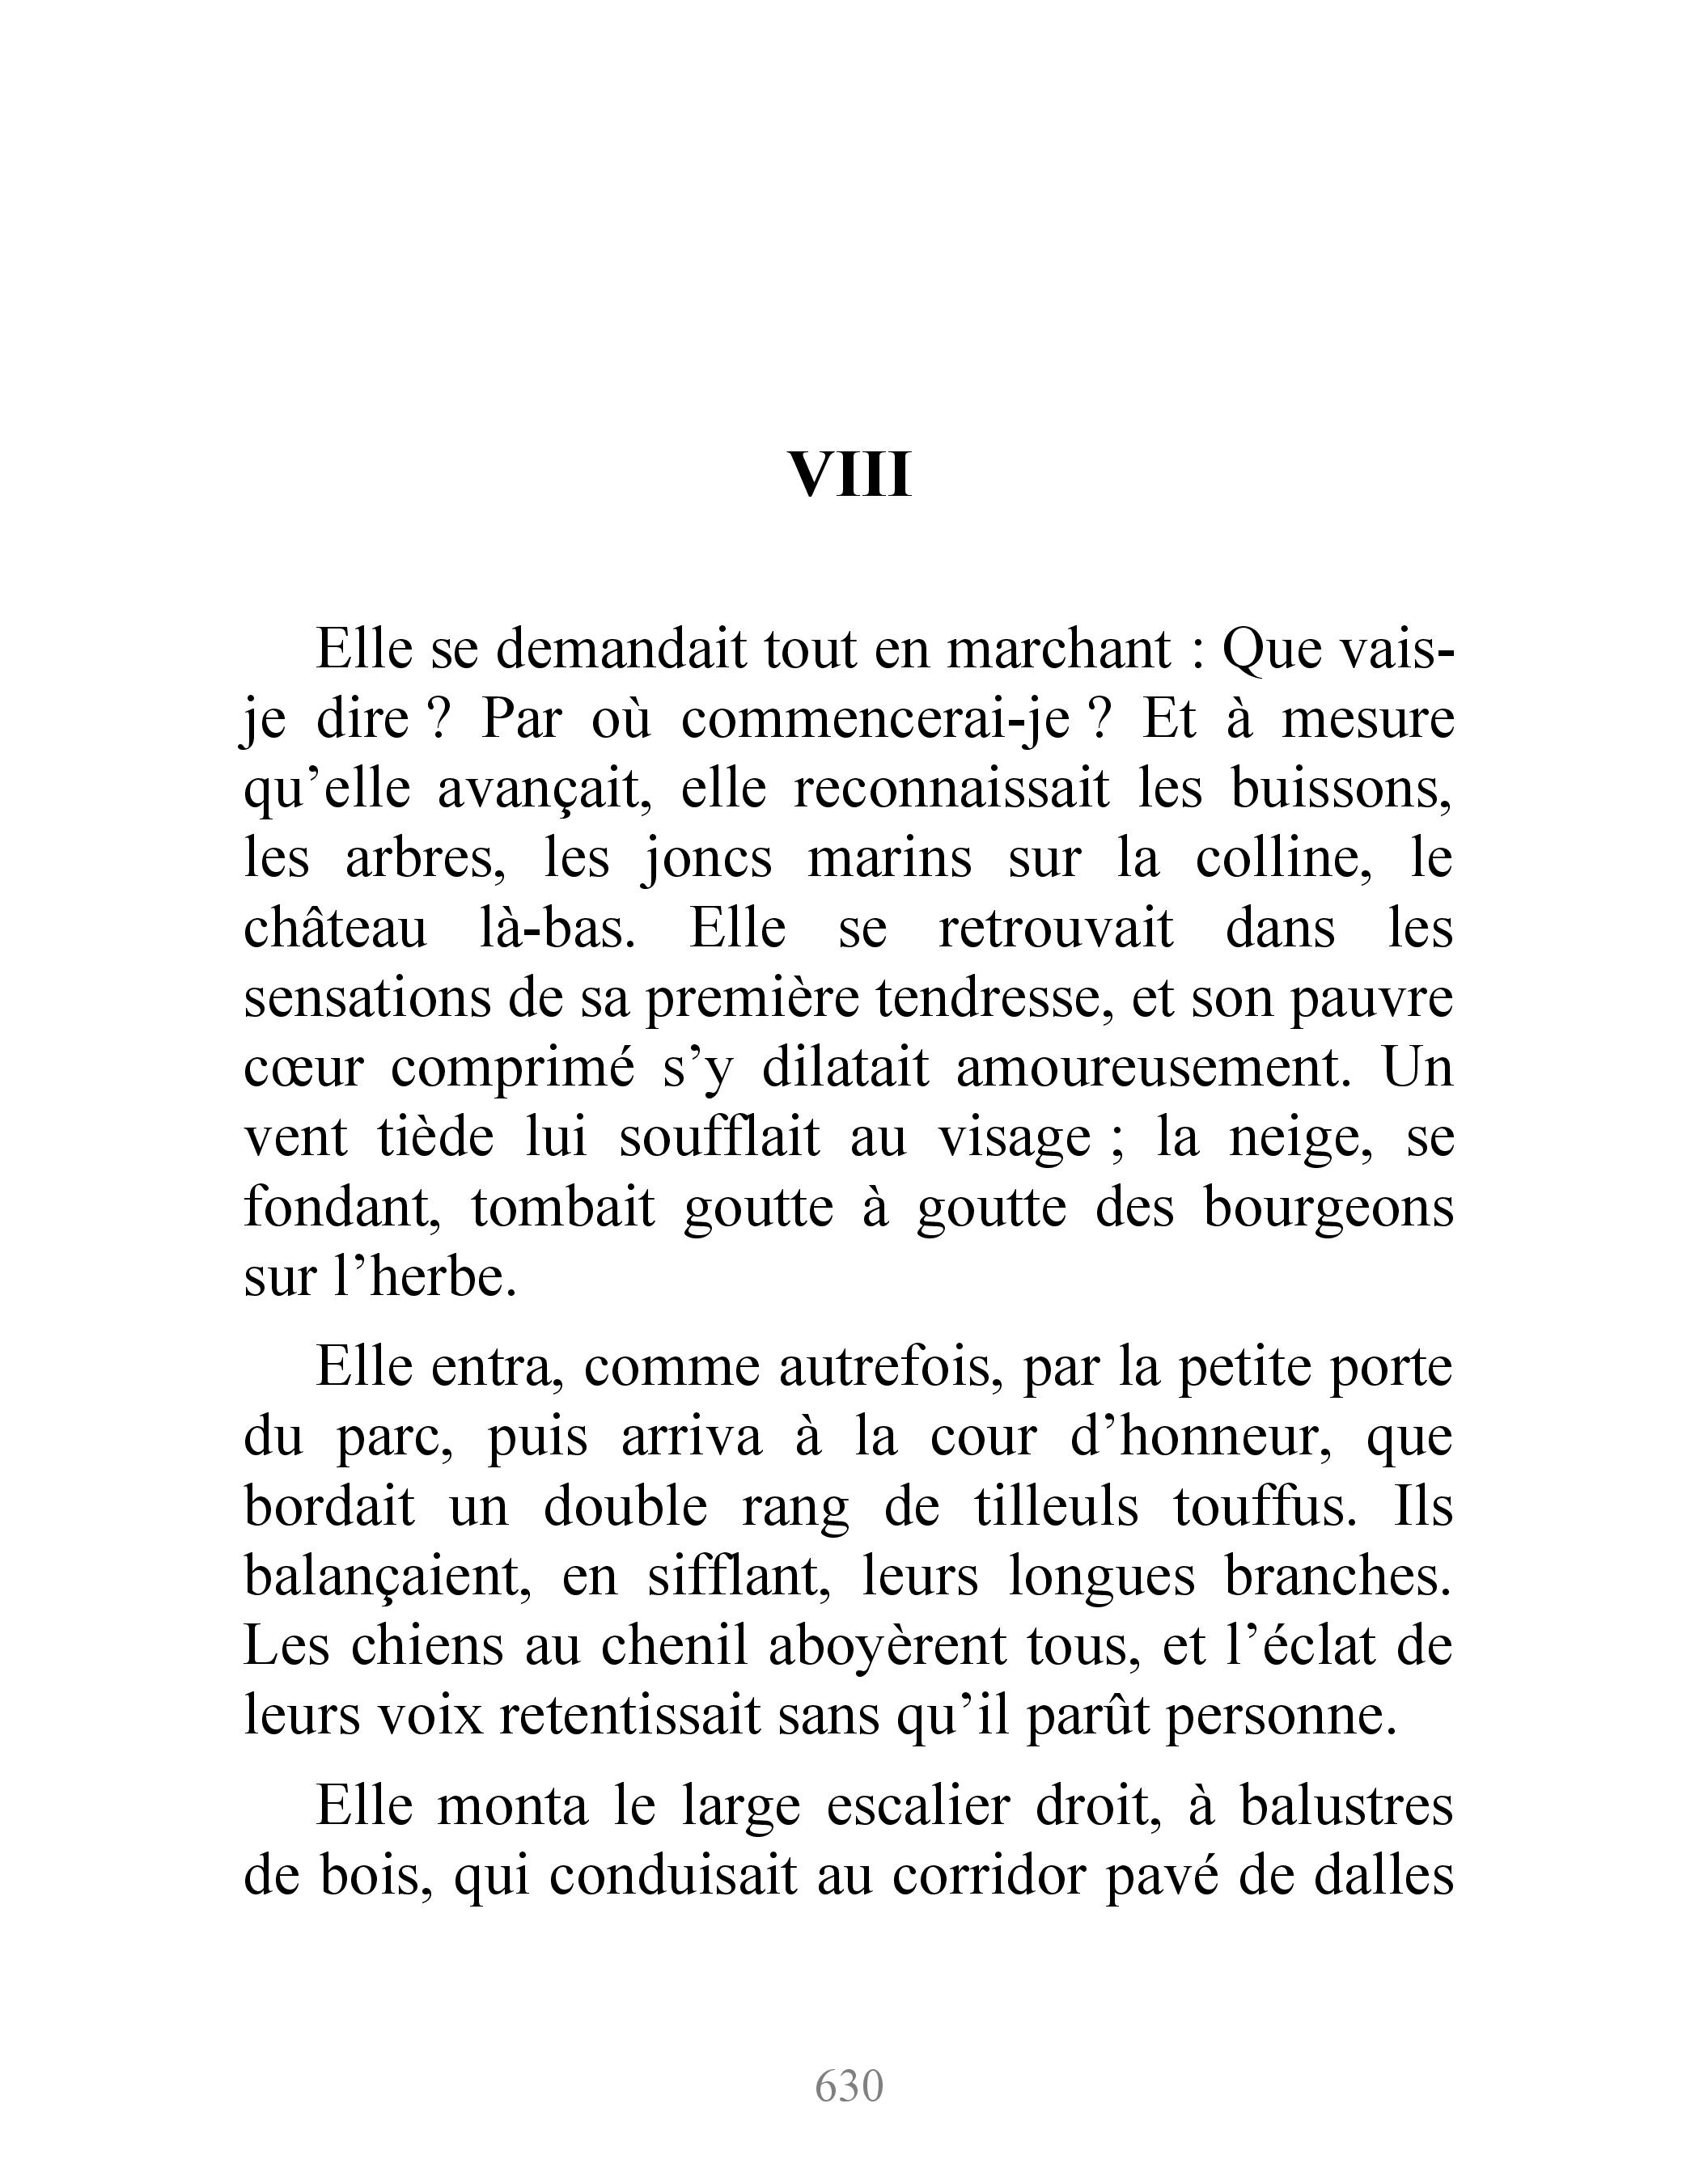 VIII
Elle se demandait tout en marchant : Que vais-
je dire ? Par où commencerai-je ? Et à mesure
qu’elle avançait, elle reconnaissait les buissons,
les arbres, les joncs marins sur la colline, le
château là-bas. Elle se retrouvait dans les
sensations de sa première tendresse, et son pauvre
cœur comprimé s’y dilatait amoureusement. Un
vent tiède lui soufflait au visage ; la neige, se
fondant, tombait goutte à goutte des bourgeons
sur l’herbe.
Elle entra, comme autrefois, par la petite porte
du parc, puis arriva à la cour d’honneur, que
bordait un double rang de tilleuls touffus. Ils
balançaient, en sifflant, leurs longues branches.
Les chiens au chenil aboyèrent tous, et l’éclat de
leurs voix retentissait sans qu’il parût personne.
Elle monta le large escalier droit, à balustres
de bois, qui conduisait au corridor pavé de dalles
630